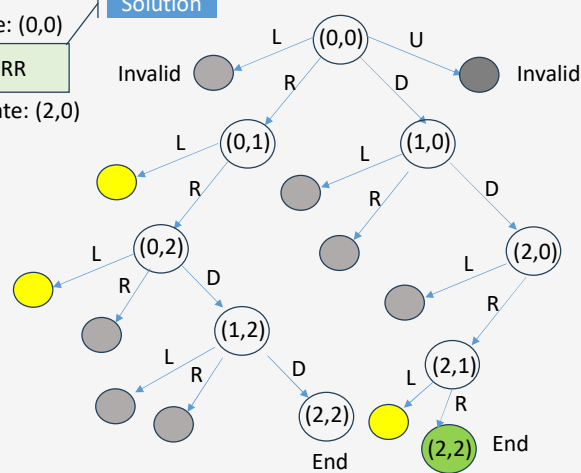 Solution
e: (0,0)
RR
ate: (2,0)
L
(0,0)
U
Invalid
R
D
Invalid
L
(0,1)
L
(1,0)
R
R
D
L
(0,2)
D
L
(2,0)
R
R
L
(1,2)
D
L
(2,1)
R
R
(2,2)
End
(2,2)
End